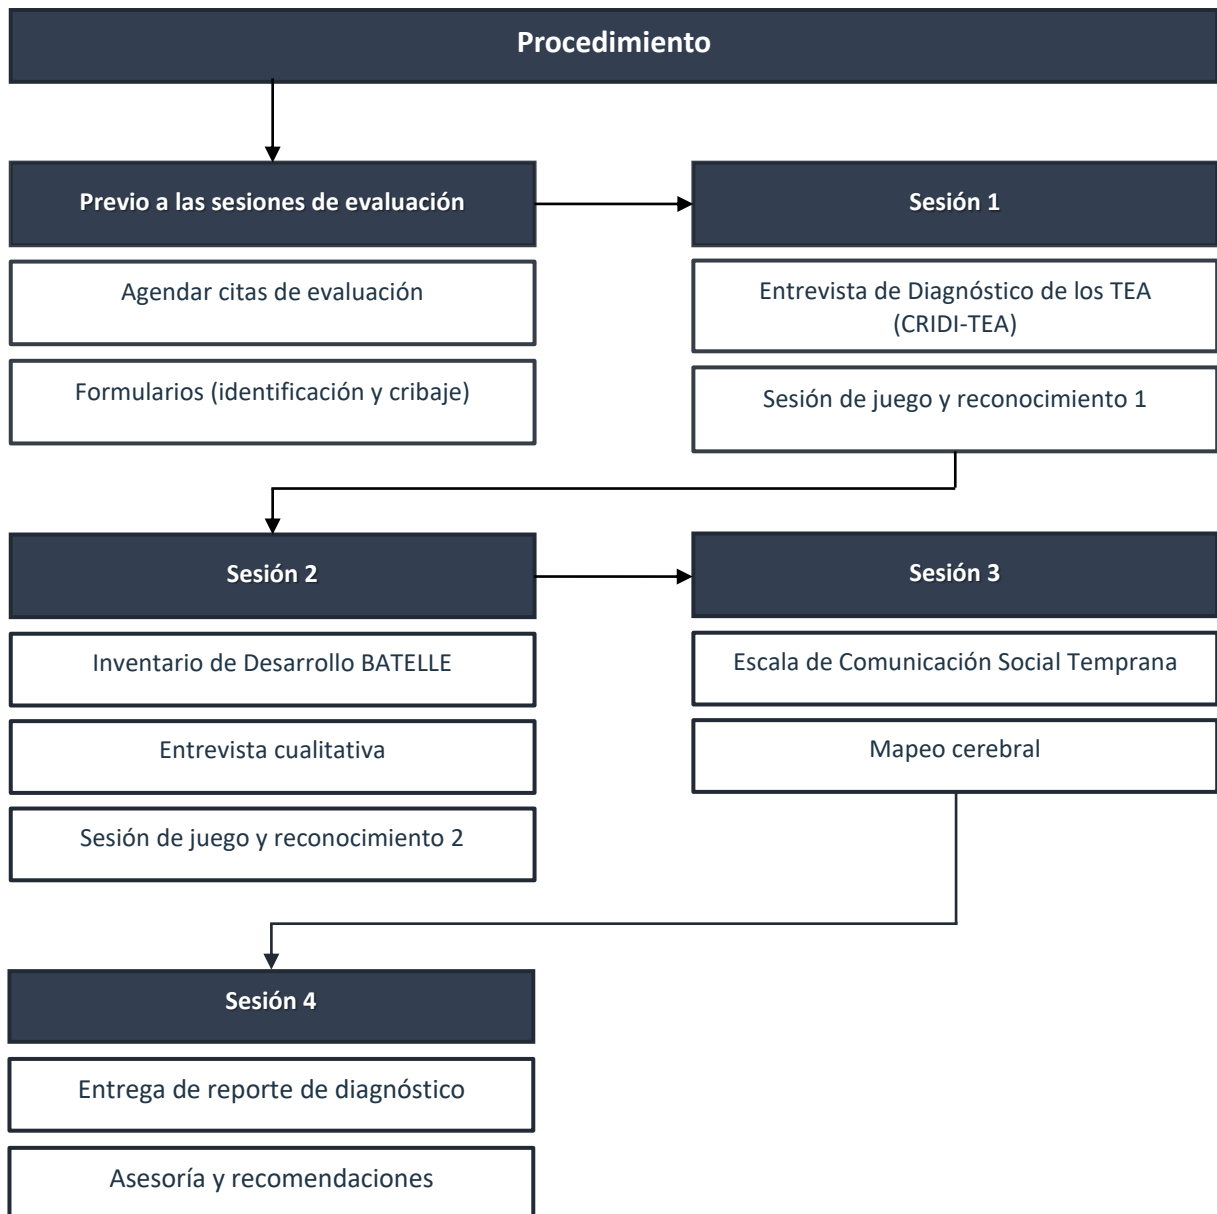 Procedimiento
Previo a las sesiones de evaluación
Agendar citas de evaluación
Formularios (identificación y cribaje)
Sesión 1
Entrevista de Diagnóstico de los TEA
(CRIDI-TEA)
Sesión de juego y reconocimiento 1
Sesión 2
Inventario de Desarrollo BATELLE
Entrevista cualitativa
Sesión de juego y reconocimiento 2
Sesión 3
Escala de Comunicación Social Temprana
Mapeo cerebral
Sesión 4
Entrega de reporte de diagnóstico
Asesoría y recomendaciones